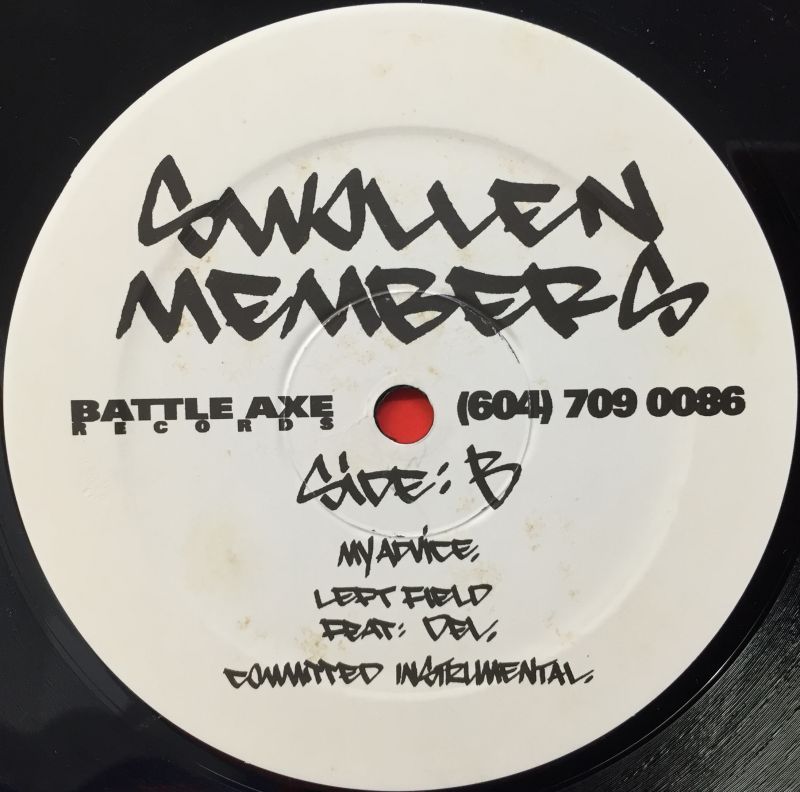 SWOLLEN
MEMBERS
BATTLE AXE
RECORDS
(604) 709 0086
SIDE: B
MY ADVICE.
LEFT FIELD
FEAT: DEL.
COMMITTED INSTRUMENTAL.